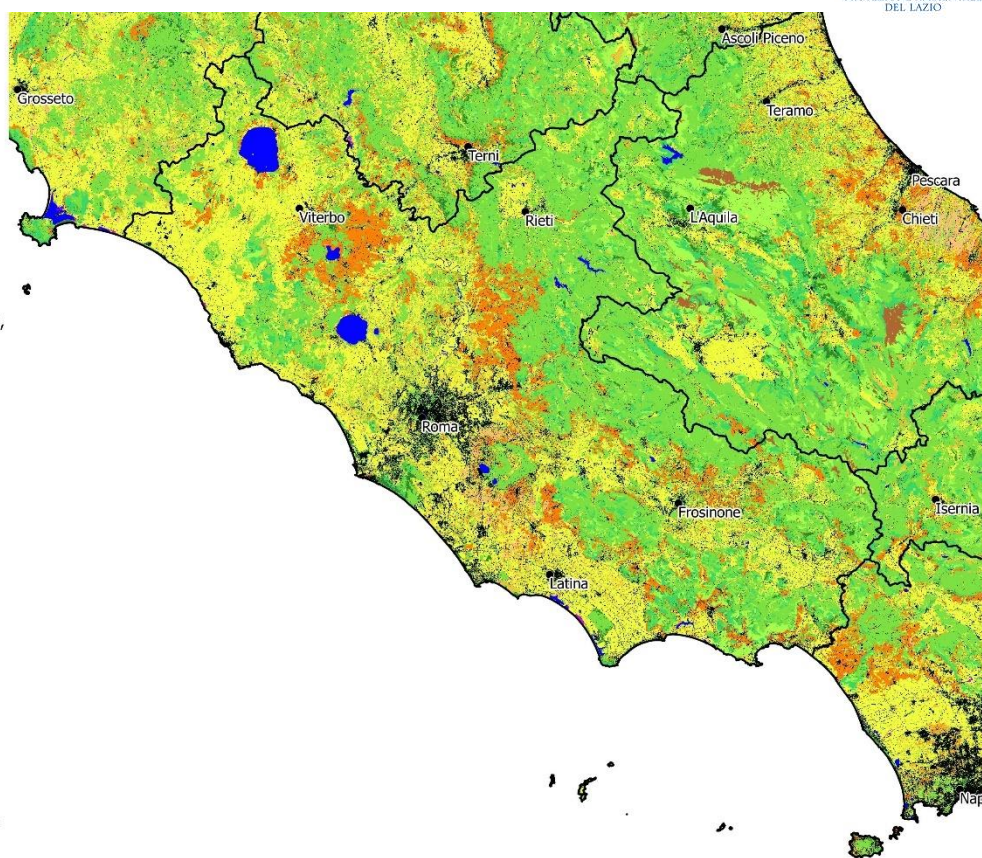 DEL LAZIO
Ascoli Piceno
Grosseto
Teramo
Terni
Pescara
Viterbo
Rieti
L'Aquila
Chieti
Roma
Frosinone
Isernia
Latina
Nap